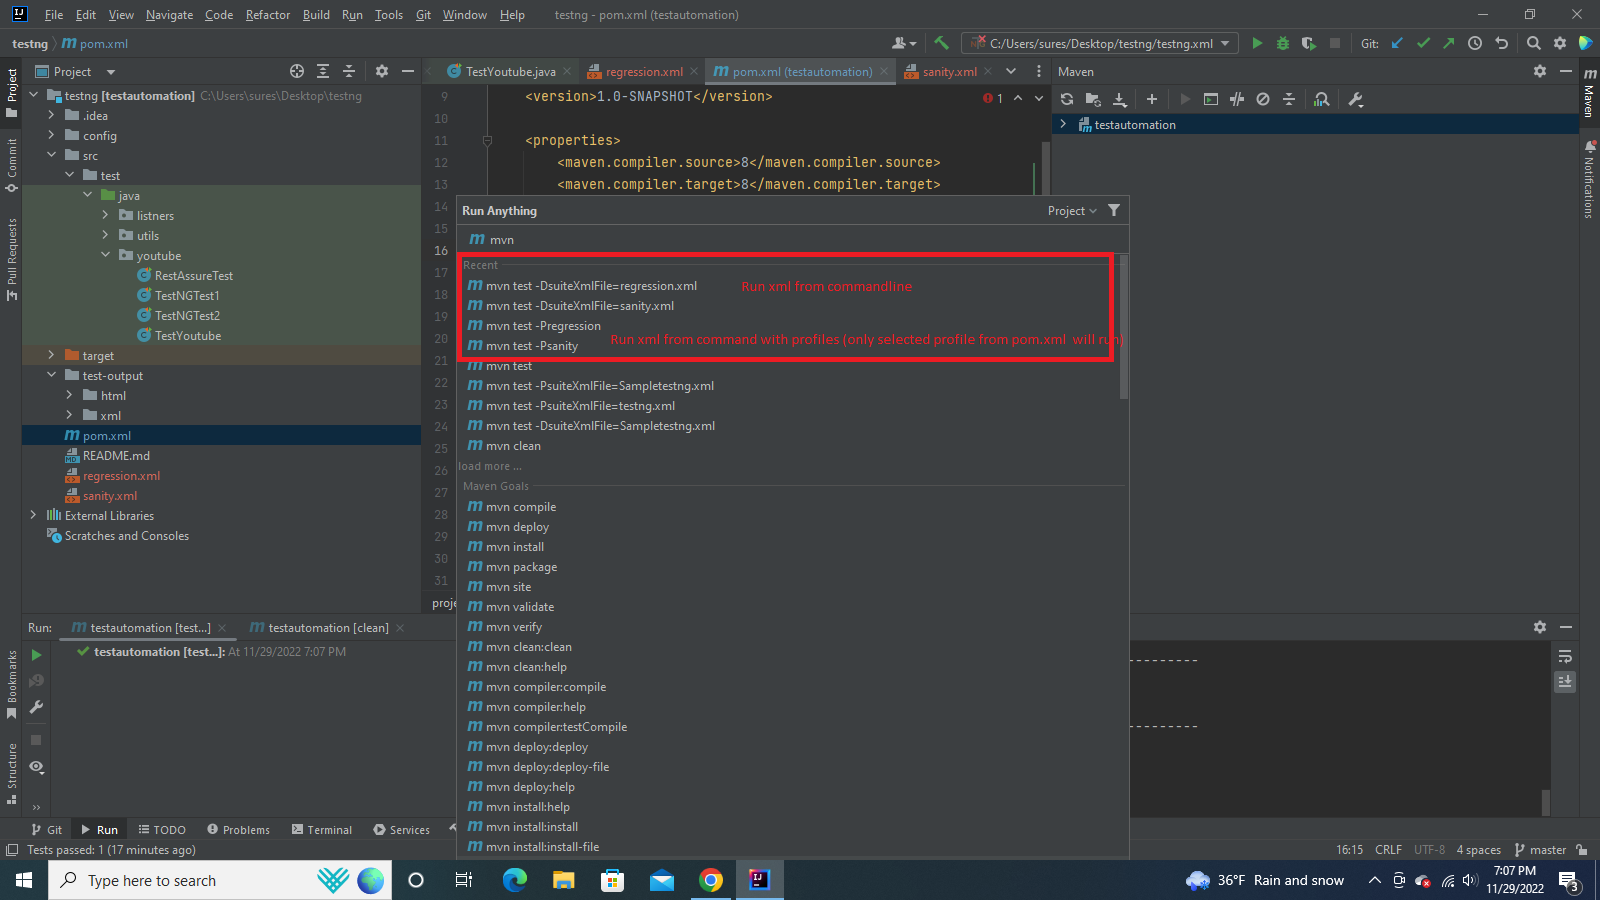 File Edit View Navigate Code Refactor Build Run Tools Git Window Help testng - pom.xml (testautomation)
testng pom.xml
C:/Users/sures/Desktop/testng/testng.xml Git:
Project
TestYoutube.java regression.xml pom.xml (testautomation) sanity.xml
Maven
testng [testautomation] C:\Users\sures\Desktop\testng
.idea
config
src
test
java
listners
utils
youtube
RestAssureTest
TestNGTest1
TestNGTest2
TestYoutube
target
test-output
html
xml
pom.xml
README.md
regression.xml
sanity.xml
External Libraries
Scratches and Consoles
Project
Commit
Pull Requests
Bookmarks
Structure
9 <version>1.0-SNAPSHOT</version>
1
10
11 <properties>
12 <maven.compiler.source>8</maven.compiler.source>
13 <maven.compiler.target>8</maven.compiler.target>
14
15
16
17
18
19
20
21
22
23
24
25
26
27
28
29
30
31
proje
testautomation
Maven
Notifications
Run Anything Project
mvn
Recent
mvn test -DsuiteXmlFile=regression.xml Run xml from commandline
mvn test -DsuiteXmlFile=sanity.xml
mvn test -Pregression
mvn test -Psanity Run xml from command with profiles (only selected profile from pom.xml will run)
mvn test
mvn test -PsuiteXmlFile=Sampletestng.xml
mvn test -PsuiteXmlFile=testng.xml
mvn test -DsuiteXmlFile=Sampletestng.xml
mvn clean
load more ...
Maven Goals
mvn compile
mvn deploy
mvn install
mvn package
mvn site
mvn validate
mvn verify
mvn clean:clean
mvn clean:help
mvn compiler:compile
mvn compiler:help
mvn compiler:testCompile
mvn deploy:deploy
mvn deploy:deploy-file
mvn deploy:help
mvn install:help
mvn install:install
mvn install:install-file
Run: testautomation [test...] testautomation [clean]
testautomation [test...]: At 11/29/2022 7:07 PM
----------
----------
Git Run TODO Problems Terminal Services
Tests passed: 1 (17 minutes ago)
16:15 CRLF UTF-8 4 spaces master
Type here to search
36°F Rain and snow
7:07 PM
11/29/2022
3